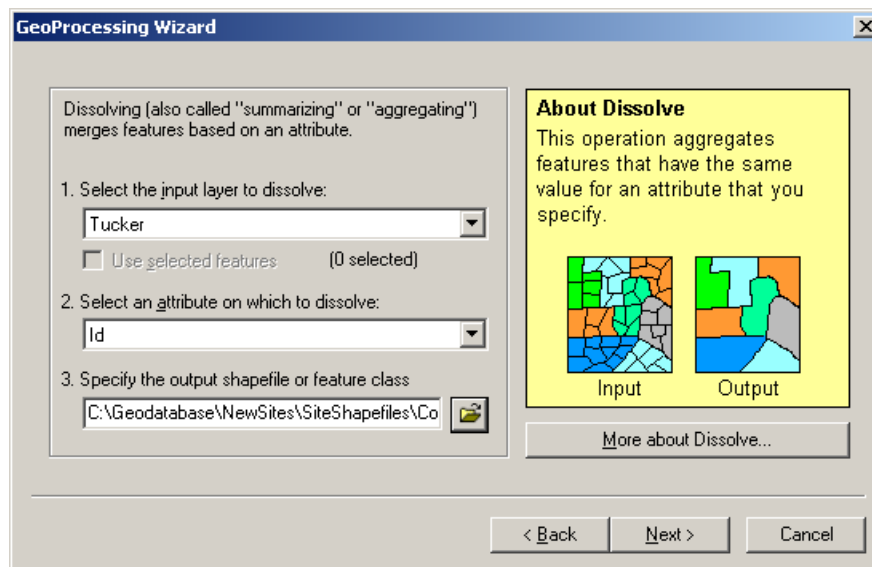 GeoProcessing Wizard
Dissolving (also called "summarizing" or "aggregating")
merges features based on an attribute.
1. Select the input layer to dissolve:
Tucker
Use selected features (0 selected)
2. Select an attribute on which to dissolve:
Id
3. Specify the output shapefile or feature class
C:\Geodatabase\NewSites\SiteShapefiles\Co
About Dissolve
This operation aggregates
features that have the same
value for an attribute that you
specify.
Input Output
More about Dissolve...
< Back Next > Cancel